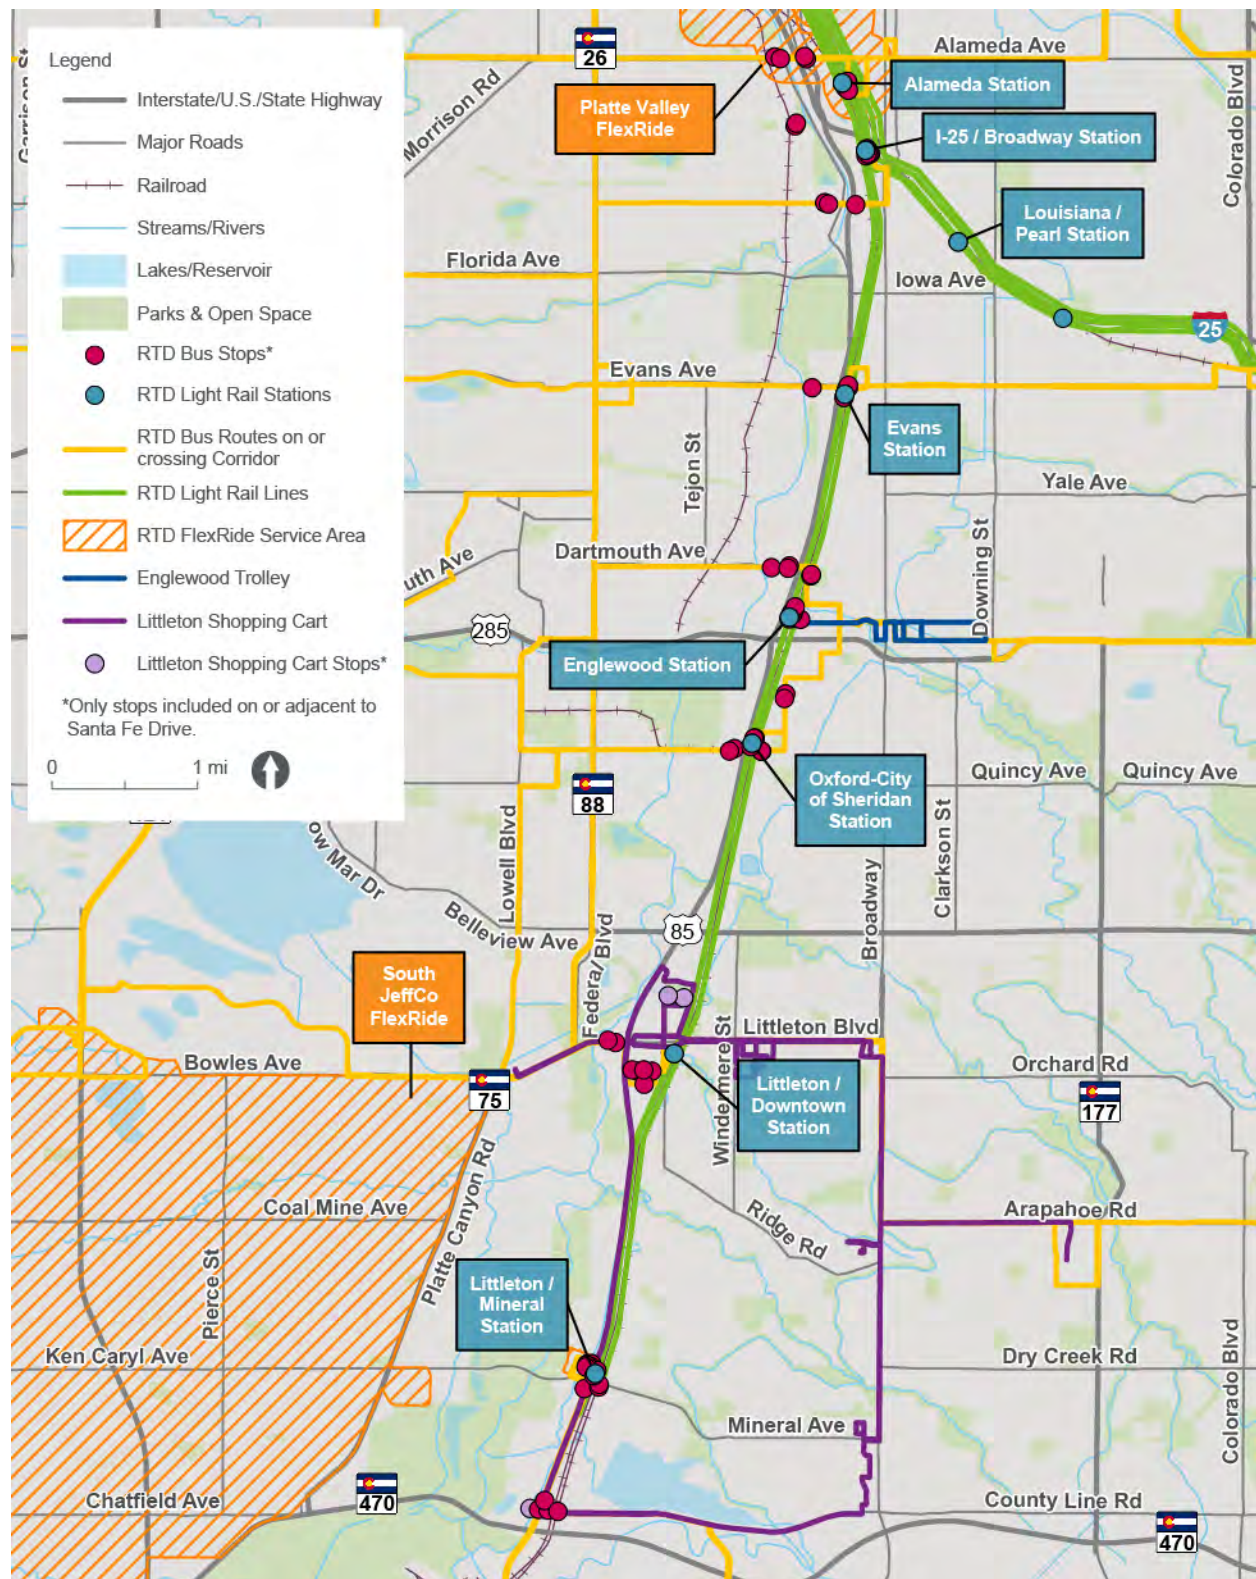 Legend
Interstate/U.S./State Highway
Major Roads
Railroad
Streams/Rivers
Lakes/Reservoir
Parks & Open Space
RTD Bus Stops*
RTD Light Rail Stations
RTD Bus Routes on or
crossing Corridor
RTD Light Rail Lines
RTD FlexRide Service Area
Englewood Trolley
Littleton Shopping Cart
Littleton Shopping Cart Stops*
*Only stops included on or adjacent to
Santa Fe Drive.
0 1 mi
Garrison St
26
Morrison Rd
Alameda Ave
Colorado Blvd
Platte Valley
FlexRide
Alameda Station
I-25 / Broadway Station
Louisiana /
Pearl Station
Florida Ave
Iowa Ave
25
Evans Ave
Evans
Station
Tejon St
Yale Ave
Dartmouth Ave
uth Ave
Downing St
285
Englewood Station
Oxford-City
of Sheridan
Station
Quincy Ave
Quincy Ave
88
Lowell Blvd
ow Mar Dr
Clarkson St
Broadway
Belleview Ave
85
Federal Blvd
South
JeffCo
FlexRide
Littleton Blvd
Windermere St
Bowles Ave
75
Orchard Rd
177
Littleton /
Downtown
Station
Platte Canyon Rd
Coal Mine Ave
Pierce St
Ridge Rd
Arapahoe Rd
Littleton /
Mineral
Station
Ken Caryl Ave
Dry Creek Rd
Colorado Blvd
Mineral Ave
Chatfield Ave
470
County Line Rd
470